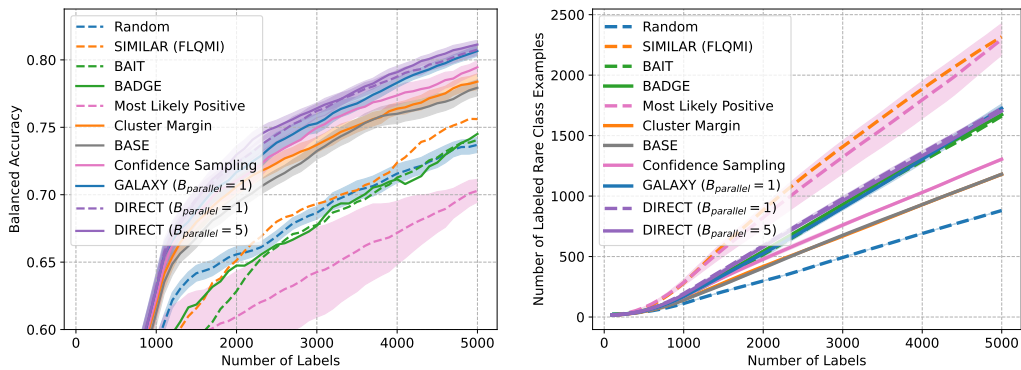 Balanced Accuracy
0.80
0.75
0.70
0.65
0.60
Random
SIMILAR (FLQMI)
BAIT
BADGE
Most Likely Positive
Cluster Margin
BASE
Confidence Sampling
GALAXY (B_parallel = 1)
DIRECT (B_parallel = 1)
DIRECT (B_parallel = 5)
0 1000 2000 3000 4000 5000
Number of Labels
Number of Labeled Rare Class Examples
2500
2000
1500
1000
500
0
Random
SIMILAR (FLQMI)
BAIT
BADGE
Most Likely Positive
Cluster Margin
BASE
Confidence Sampling
GALAXY (B_parallel = 1)
DIRECT (B_parallel = 1)
DIRECT (B_parallel = 5)
0 1000 2000 3000 4000 5000
Number of Labels